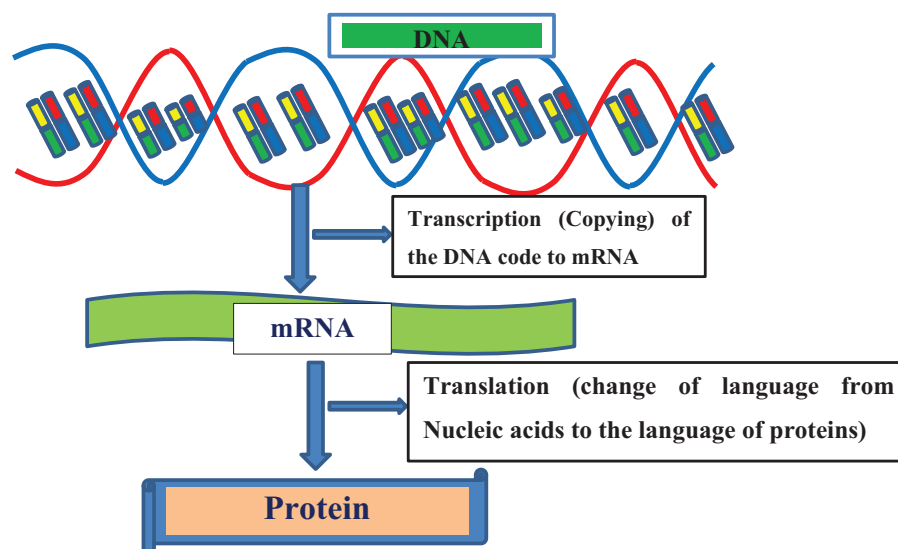 DNA
Transcription (Copying) of
the DNA code to mRNA
mRNA
Translation (change of language from
Nucleic acids to the language of proteins)
Protein